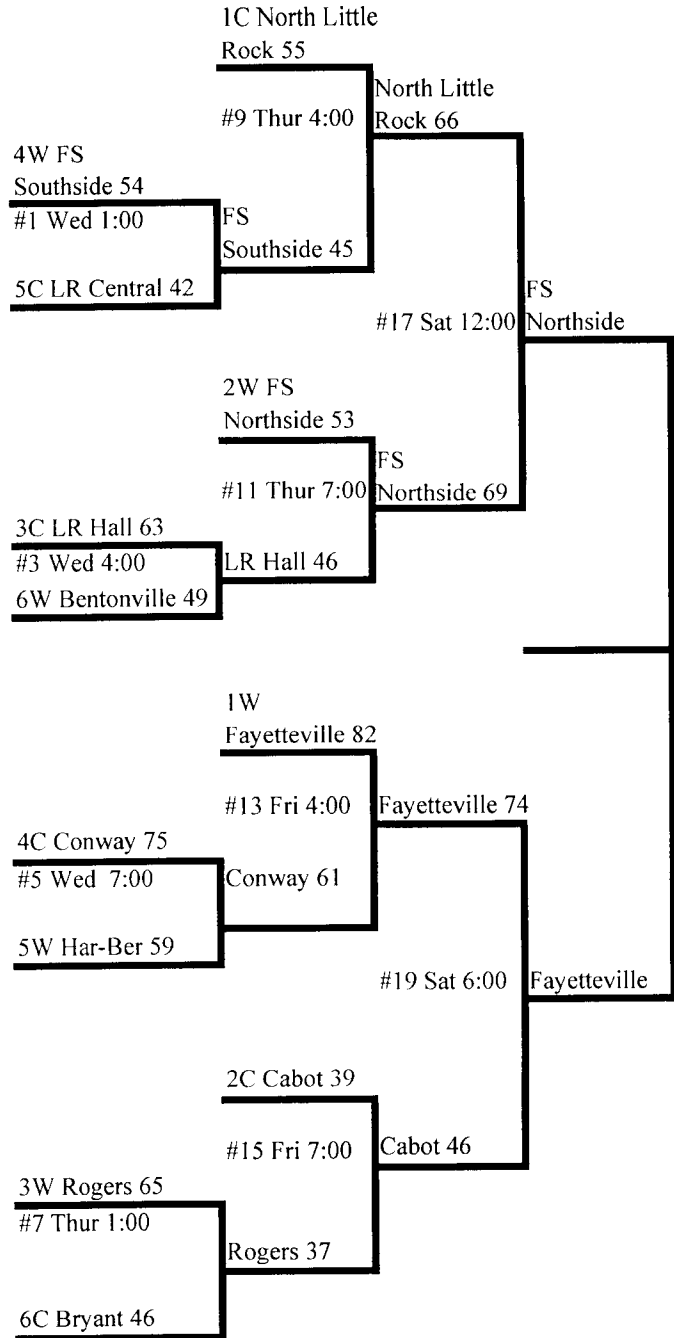 1C North Little
Rock 55
#9 Thur 4:00
North Little
Rock 66
4W FS
Southside 54
#1 Wed 1:00
FS
Southside 45
5C LR Central 42
#17 Sat 12:00
FS
Northside
2W FS
Northside 53
#11 Thur 7:00
FS
Northside 69
3C LR Hall 63
#3 Wed 4:00
LR Hall 46
6W Bentonville 49
1W
Fayetteville 82
#13 Fri 4:00
Fayetteville 74
4C Conway 75
#5 Wed 7:00
Conway 61
5W Har-Ber 59
#19 Sat 6:00
Fayetteville
2C Cabot 39
#15 Fri 7:00
Cabot 46
3W Rogers 65
#7 Thur 1:00
Rogers 37
6C Bryant 46